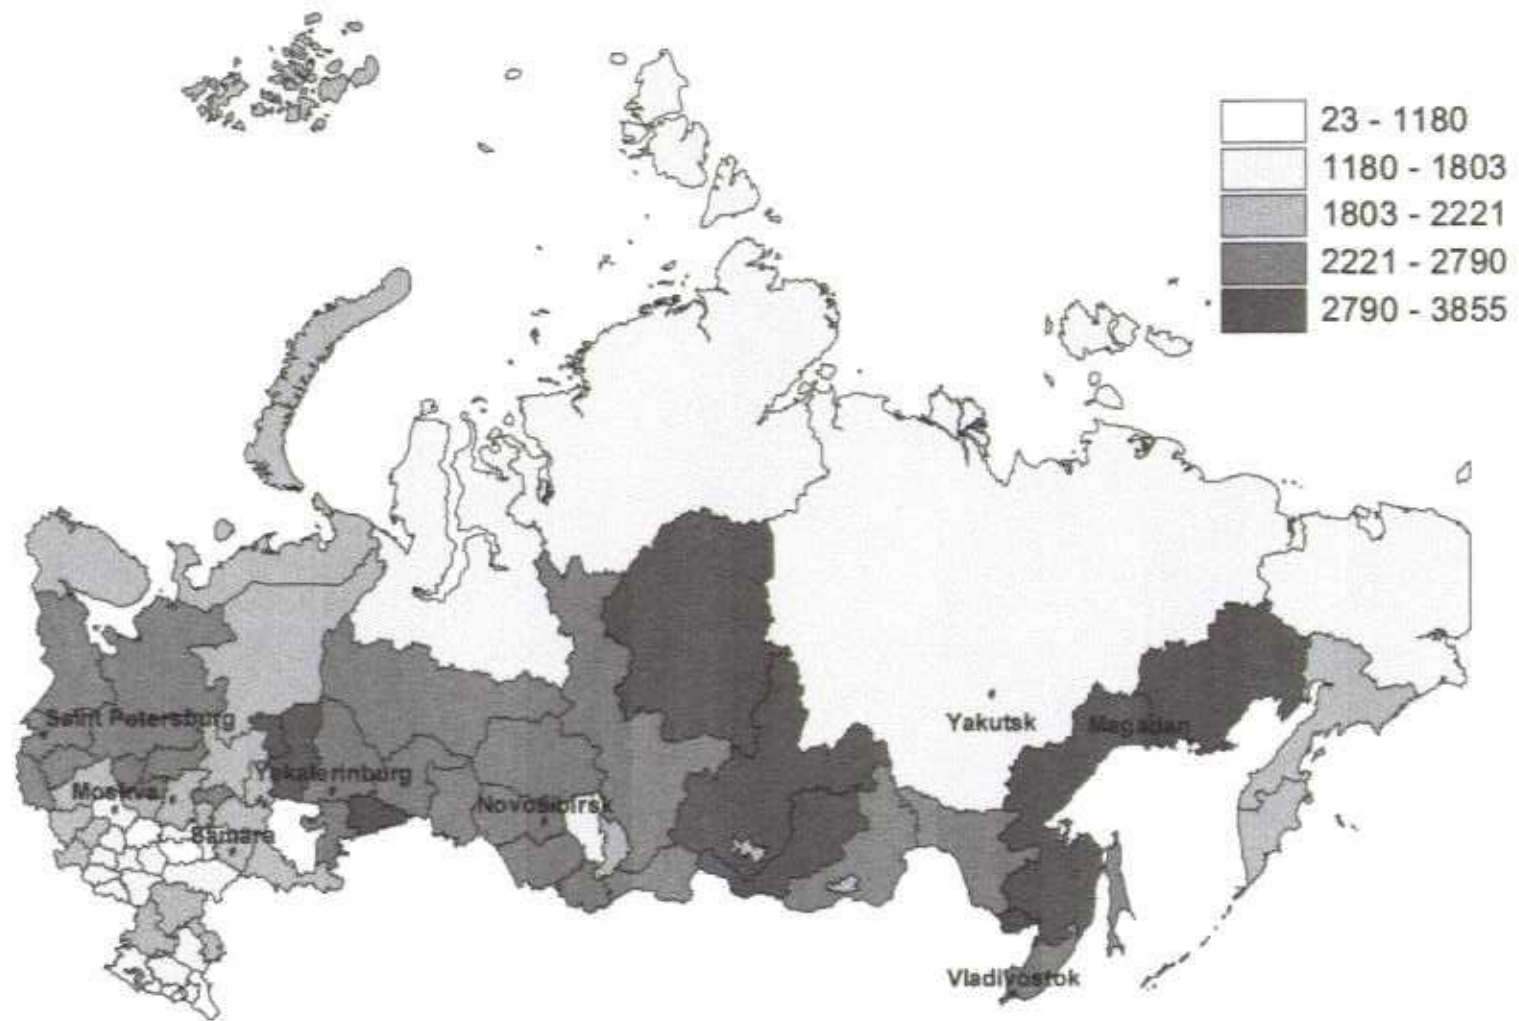 23 - 1180
1180 - 1803
1803 - 2221
2221 - 2790
2790 - 3855
Saint Petersburg
Yakutsk
Magadan
Yekaterinburg
Moskva
Novosibirsk
Samara
Vladivostok